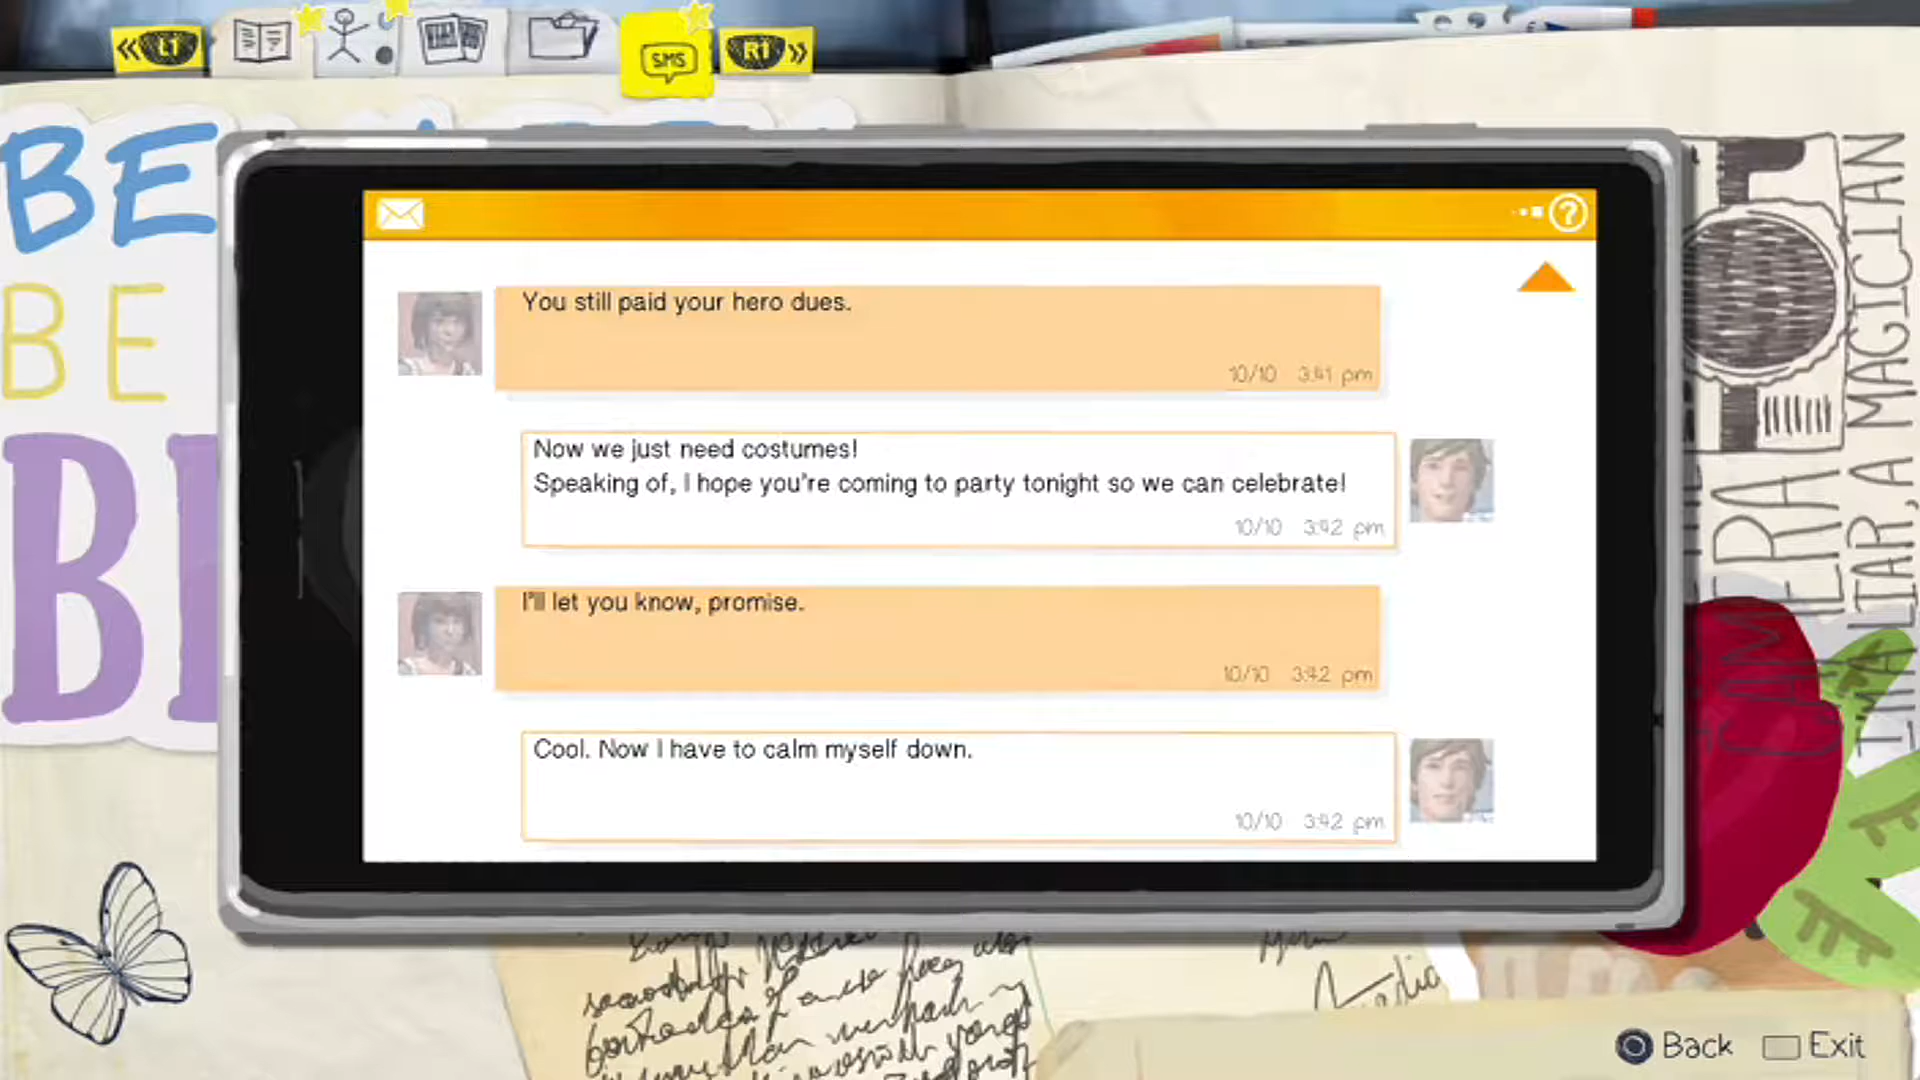 L1
SMS
R1
BE
BE
You still paid your hero dues.
10/10 3:41 pm
Now we just need costumes!
Speaking of, I hope you're coming to party tonight so we can celebrate!
10/10 3:42 pm
I'll let you know, promise.
10/10 3:42 pm
Cool. Now I have to calm myself down.
10/10 3:42 pm
CAMERA
LIAR, A MAGICIAN
Back
Exit